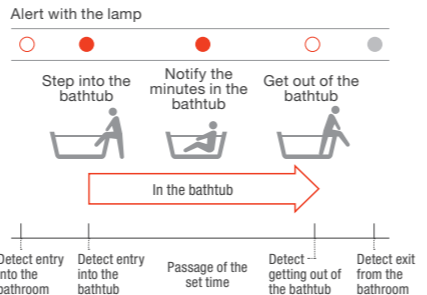 Alert with the lamp
Step into the
bathtub
Notify the
minutes in the
bathtub
Get out of the
bathtub
In the bathtub
Detect entry
into the
bathroom
Detect entry
into the
bathtub
Passage of the
set time
Detect
getting out of
the bathtub
Detect exit
from the
bathroom